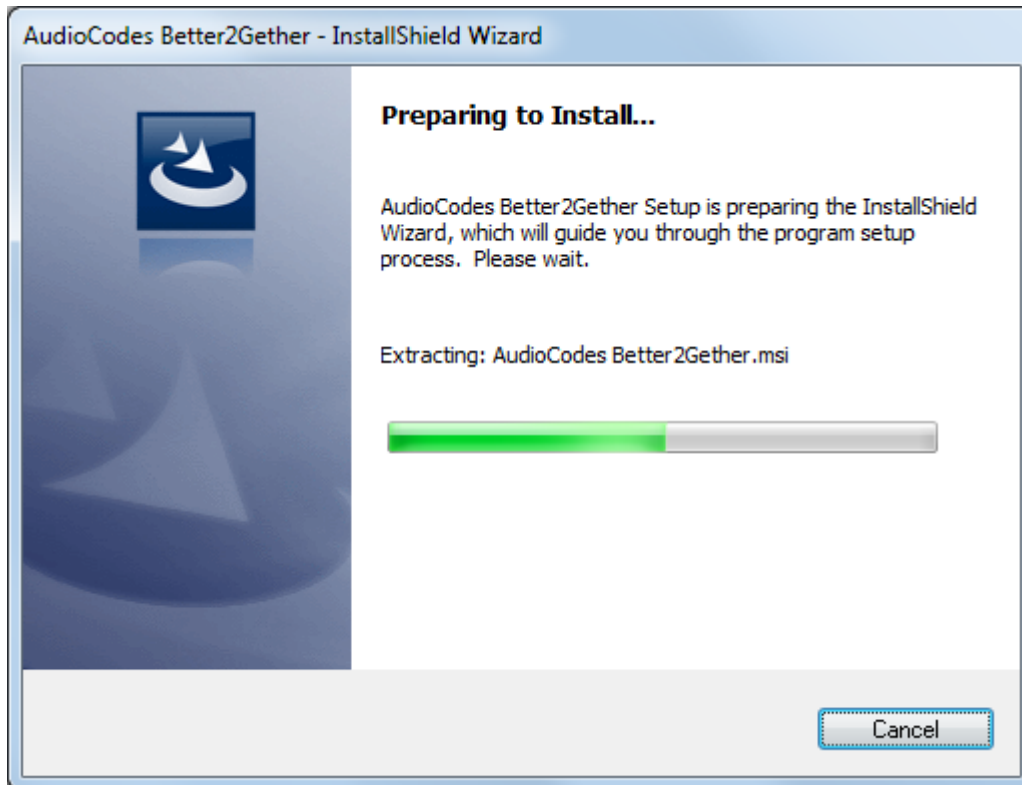 AudioCodes Better2Gether - InstallShield Wizard
Preparing to Install...
AudioCodes Better2Gether Setup is preparing the InstallShield
Wizard, which will guide you through the program setup
process.  Please wait.
Extracting: AudioCodes Better2Gether.msi
Cancel